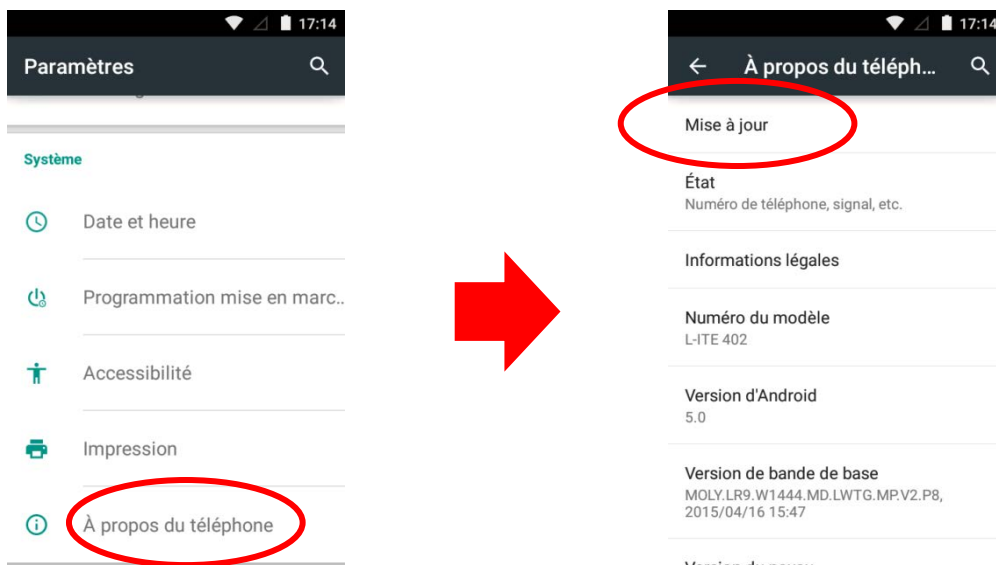 17:14
Paramètres
Système
Date et heure
Programmation mise en marc..
Accessibilité
Impression
À propos du téléphone
17:14
À propos du téléph...
Mise à jour
État
Numéro de téléphone, signal, etc.
Informations légales
Numéro du modèle
L-ITE 402
Version d'Android
5.0
Version de bande de base
MOLY.LR9.W1444.MD.LWTG.MP.V2.P8,
2015/04/16 15:47